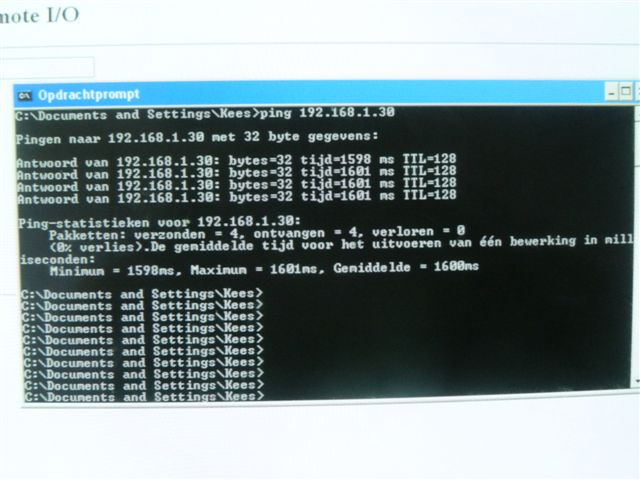 mote I/O
Opdrachtprompt
C:\Documents and Settings\Kees>ping 192.168.1.30
Pingen naar 192.168.1.30 met 32 byte gegevens:
Antwoord van 192.168.1.30: bytes=32 tijd=1598 ms TTL=128
Antwoord van 192.168.1.30: bytes=32 tijd=1601 ms TTL=128
Antwoord van 192.168.1.30: bytes=32 tijd=1601 ms TTL=128
Antwoord van 192.168.1.30: bytes=32 tijd=1601 ms TTL=128
Ping-statistieken voor 192.168.1.30:
Pakketten: verzonden = 4, ontvangen = 4, verloren = 0
(0% verlies).De gemiddelde tijd voor het uitvoeren van één bewerking in mill
iseconden:
Minimum = 1598ms, Maximum = 1601ms, Gemiddelde = 1600ms
C:\Documents and Settings\Kees>
C:\Documents and Settings\Kees>
C:\Documents and Settings\Kees>
C:\Documents and Settings\Kees>
C:\Documents and Settings\Kees>
C:\Documents and Settings\Kees>
C:\Documents and Settings\Kees>
C:\Documents and Settings\Kees>
C:\Documents and Settings\Kees>
C:\Documents and Settings\Kees>